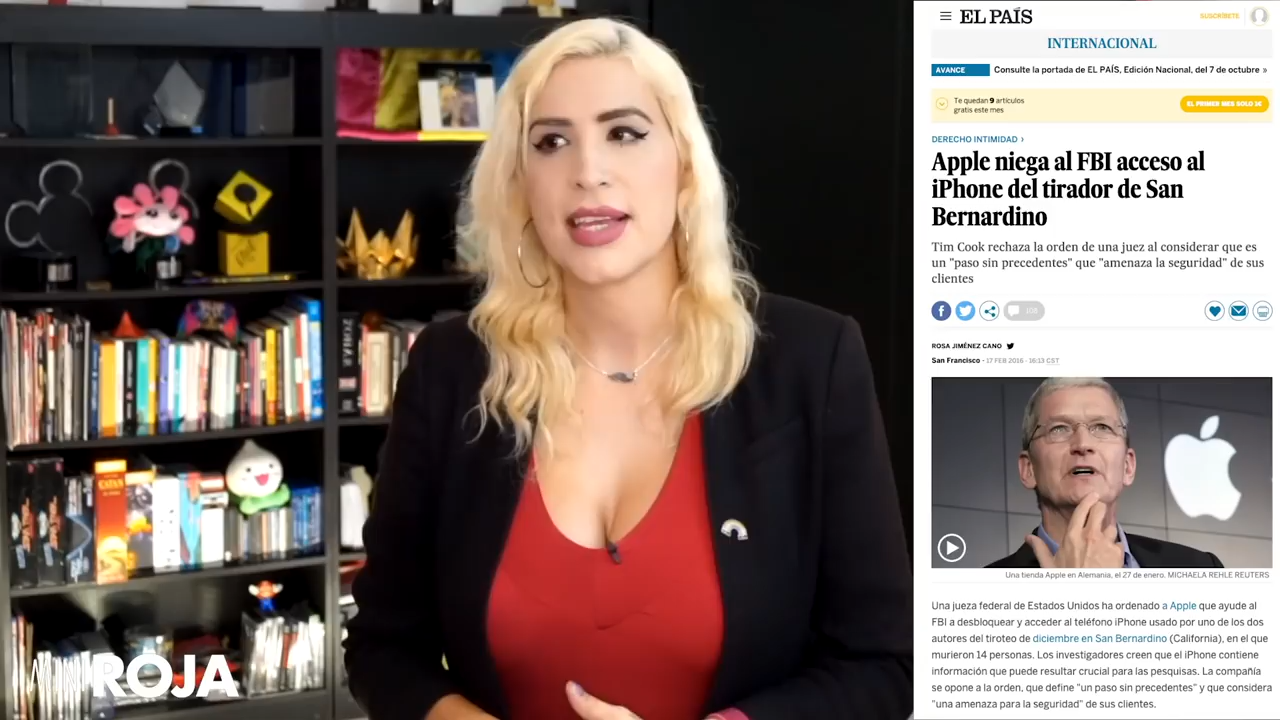 EL PAÍS
SUSCRÍBETE
INTERNACIONAL
AVANCE
Consulte la portada de EL PAÍS, Edición Nacional, del 7 de octubre »
Te quedan 9 artículos
gratis este mes
EL PRIMER MES SOLO 1€
DERECHO INTIMIDAD ›
Apple niega al FBI acceso al
iPhone del tirador de San
Bernardino
Tim Cook rechaza la orden de una juez al considerar que es
un "paso sin precedentes" que "amenaza la seguridad" de sus
clientes
ROSA JIMÉNEZ CANO
San Francisco - 17 FEB 2016 - 16:13 CST
Una tienda Apple en Alemania, el 27 de enero. MICHAELA REHLE REUTERS
Una jueza federal de Estados Unidos ha ordenado a Apple que ayude al
FBI a desbloquear y acceder al teléfono iPhone usado por uno de los dos
autores del tiroteo de diciembre en San Bernardino (California), en el que
murieron 14 personas. Los investigadores creen que el iPhone contiene
información que puede resultar crucial para las pesquisas. La compañía
se opone a la orden, que define "un paso sin precedentes" y que considera
"una amenaza para la seguridad" de sus clientes.
CATAN
MINI ROJA